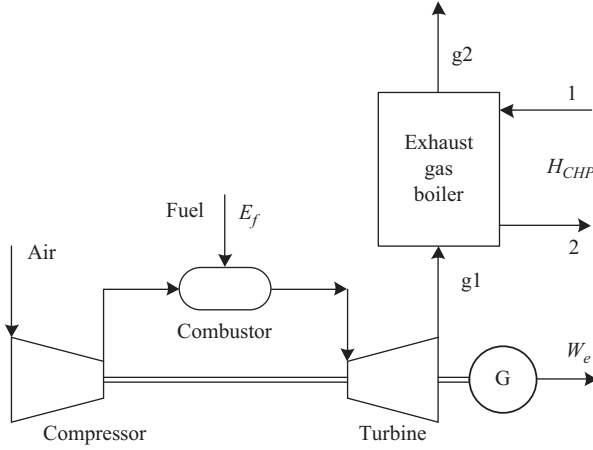 g2
1
Exhaust
gas
boiler
H_CHP
2
Fuel
E_f
Air
g1
Combustor
G
W_e
Compressor
Turbine